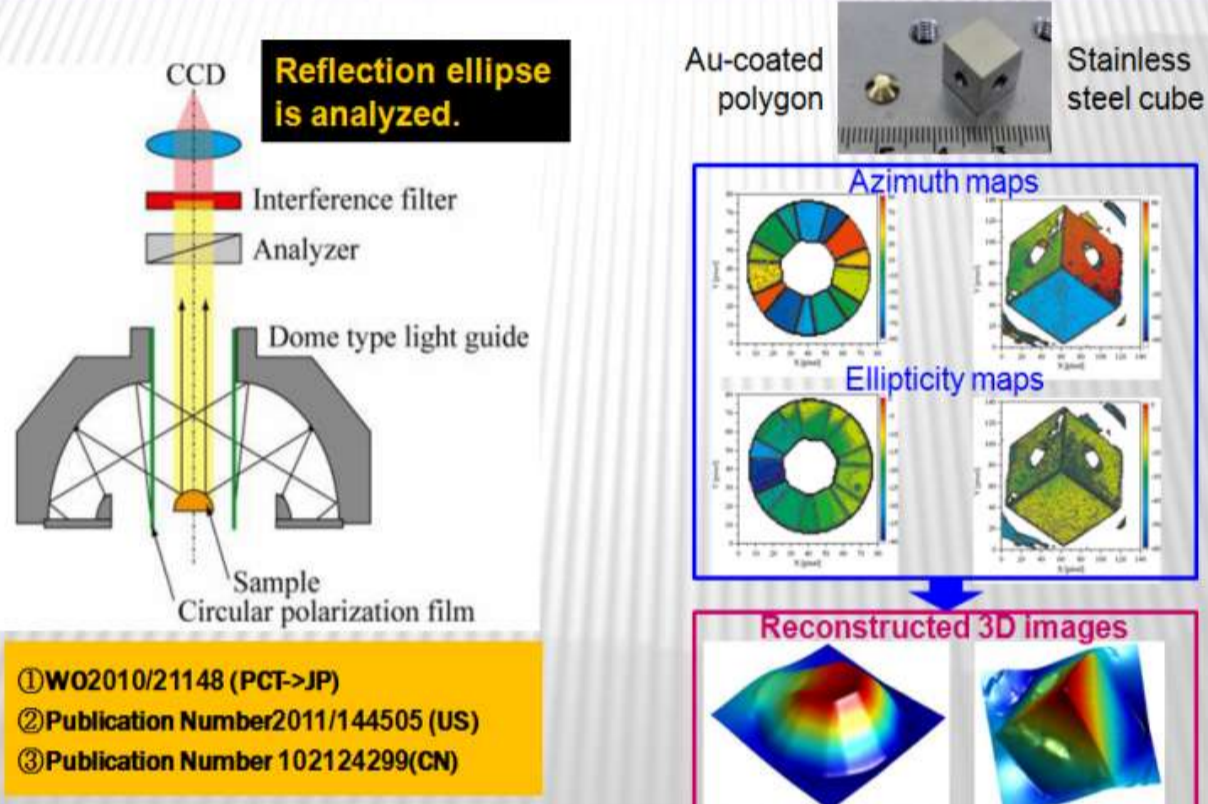 CCD
Reflection ellipse
is analyzed.
Interference filter
Analyzer
Dome type light guide
Sample
Circular polarization film
①WO2010/21148 (PCT->JP)
②Publication Number2011/144505 (US)
③Publication Number 102124299(CN)
Au-coated
polygon
Stainless
steel cube
Azimuth maps
Ellipticity maps
Reconstructed 3D images